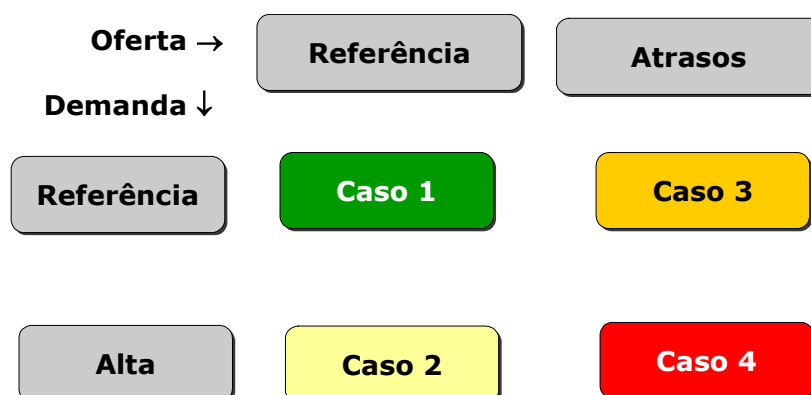 Oferta →
Referência
Atrasos
Demanda ↓
Referência
Caso 1
Caso 3
Alta
Caso 2
Caso 4